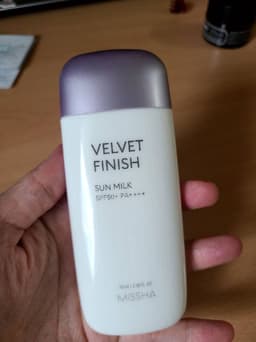 VELVET
FINISH
SUN MILK
SPF50+ PA++++
MISSHA